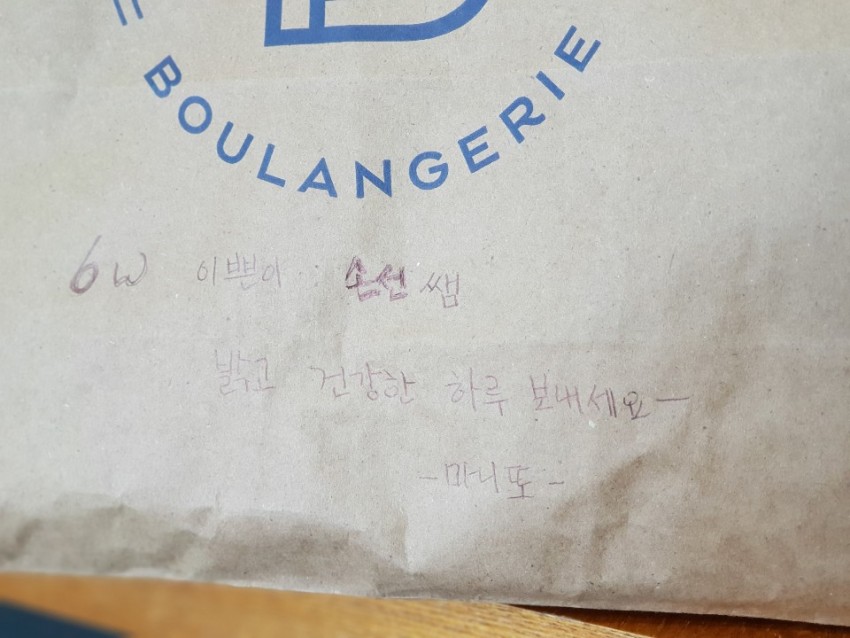 BOULANGERIE
6W 이쁜이 손선 쌤
밝고 건강한 하루 보내세요-
-마니또-